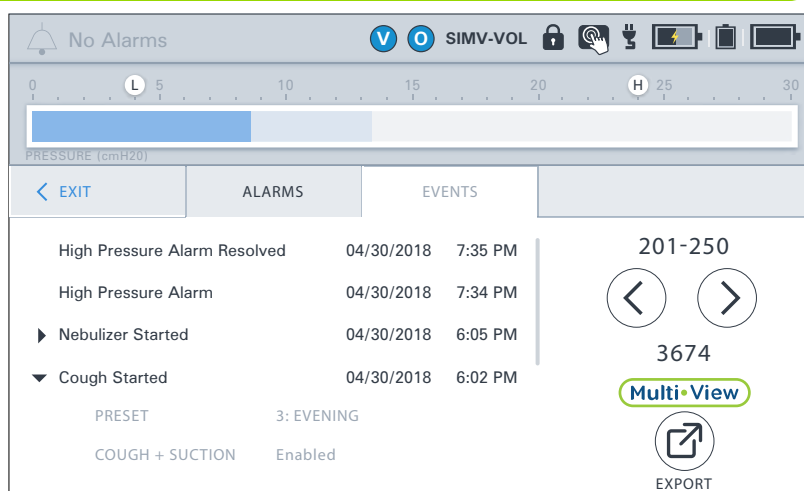 No Alarms V O SIMV-VOL
0 L 5 10 15 20 H 25 30
PRESSURE (cmH20)
EXIT ALARMS EVENTS
High Pressure Alarm Resolved 04/30/2018 7:35 PM
High Pressure Alarm 04/30/2018 7:34 PM
Nebulizer Started 04/30/2018 6:05 PM
Cough Started 04/30/2018 6:02 PM
PRESET 3: EVENING
COUGH + SUCTION Enabled
201-250
3674
Multi•View
EXPORT